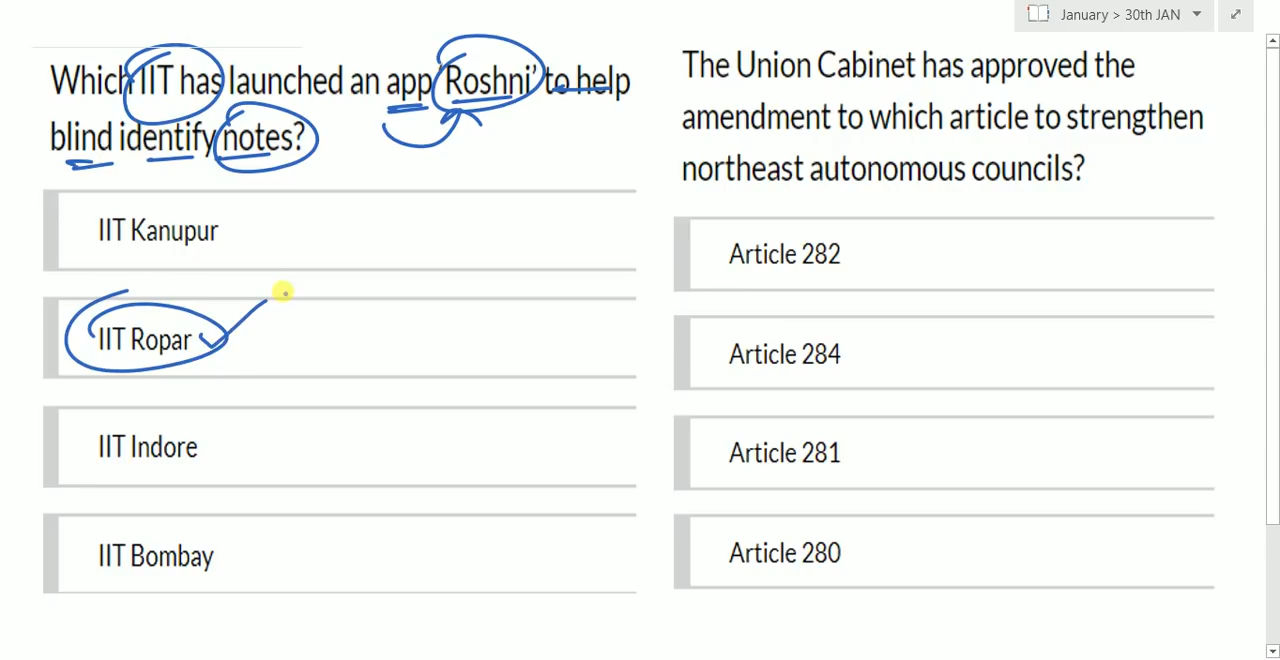 January > 30th JAN
Which IIT has launched an app 'Roshni' to help
blind identify notes?
IIT Kanupur
IIT Ropar
IIT Indore
IIT Bombay
The Union Cabinet has approved the
amendment to which article to strengthen
northeast autonomous councils?
Article 282
Article 284
Article 281
Article 280